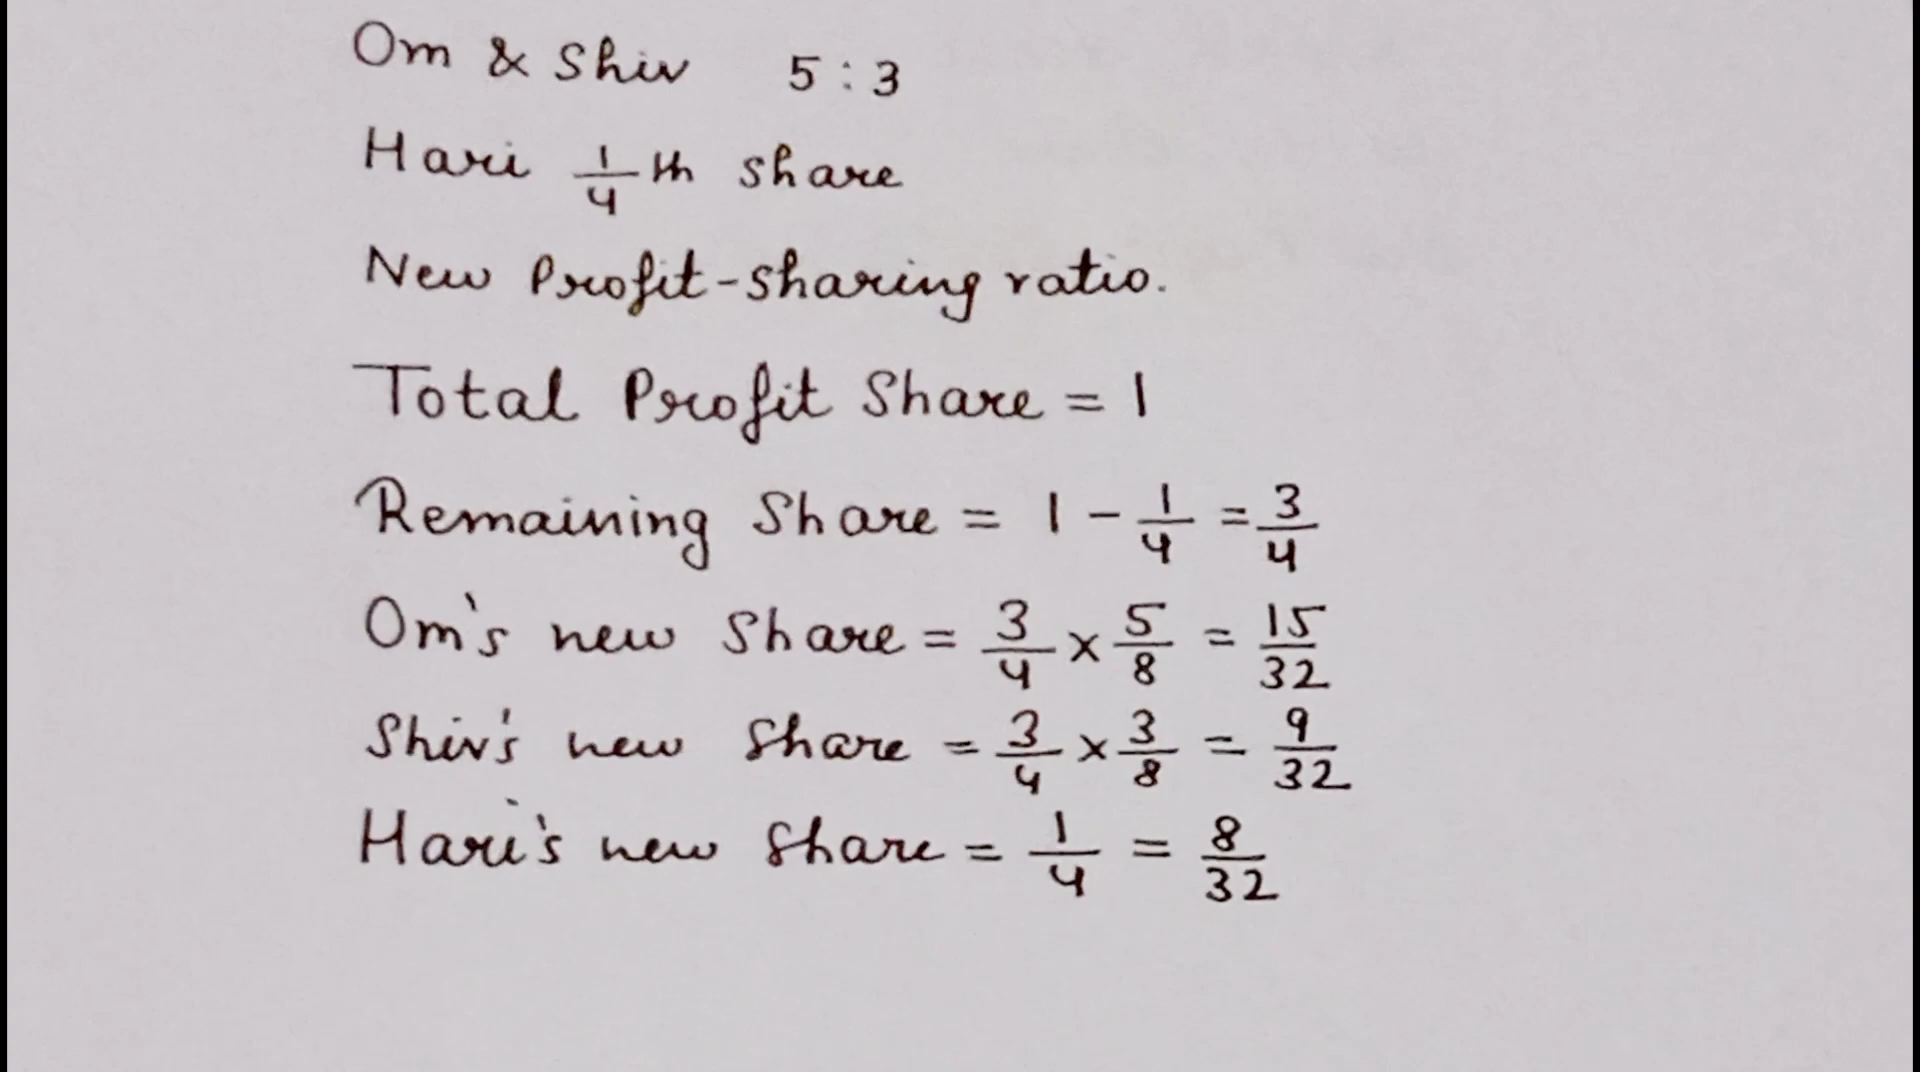 Om & Shiv 5:3
Hari 1/4 th share
New Profit-sharing ratio.
Total Profit Share = 1
Remaining Share = 1 - 1/4 = 3/4
Om's new Share = 3/4 × 5/8 = 15/32
Shiv's new Share = 3/4 × 3/8 = 9/32
Hari's new Share = 1/4 = 8/32